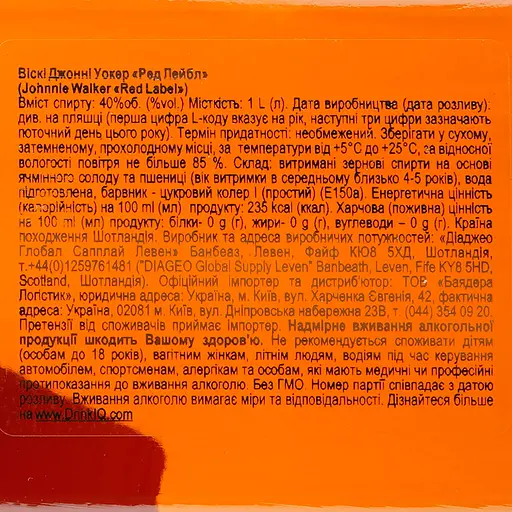 Віскі Джонні Уокер «Ред Лейбл»
(Johnnie Walker «Red Label»)
Вміст спирту: 40%об. (%vol.) Місткість: 1 L (л). Дата виробництва (дата розливу):
див. на пляшці (перша цифра L-коду вказує на рік, наступні три цифри зазначають
поточний день цього року). Термін придатності: необмежений. Зберігати у сухому,
затемненому, прохолодному місці, за температури від +5°С до +25°С, за відносної
вологості повітря не більше 85 %. Склад: витримані зернові спирти на основі
ячмінного солоду та пшениці (вік витримки в середньому близько 4-5 років), вода
підготовлена, барвник - цукровий колер I (простий) (Е150а). Енергетична цінність
(калорійність) на 100 ml (мл) продукту: 235 kcal (ккал). Харчова (поживна) цінність
на 100 ml (мл) продукту: білки- 0 g (г), жири- 0 g (г), вуглеводи – 0 g (г). Країна
походження Шотландія. Виробник та адреса виробничих потужностей: «Діаджео
Глобал Сапплай Левен» Банбеаз, Левен, Файф КЮ8 5ХД, Шотландія,
т.+44(0)1259761481 ("DIAGEO Global Supply Leven" Banbeath, Leven, Fife KY8 5HD,
Scotland, Шотландія). Офіційний імпортер та дистриб'ютор: ТОВ «Баядера
Логістик», юридична адреса: Україна, м. Київ, вул. Харченка Євгенія, 42, фактична
адреса: Україна, 02081 м. Київ, вул. Дніпровська набережна 23В, т. (044) 354 09 20.
Претензії від споживачів приймає Імпортер. Надмірне вживання алкогольної
продукції шкодить Вашому здоров'ю. Не рекомендується споживати дітям
(особам до 18 років), вагітним жінкам, літнім людям, водіям під час керування
автомобілем, спортсменам, алергікам та особам, які мають медичні чи професійні
протипоказання до вживання алкоголю. Без ГМО. Номер партії співпадає з датою
розливу. Вживання алкоголю вимагає міри та відповідальності. Дізнайтеся більше
на www.DrinkIQ.com